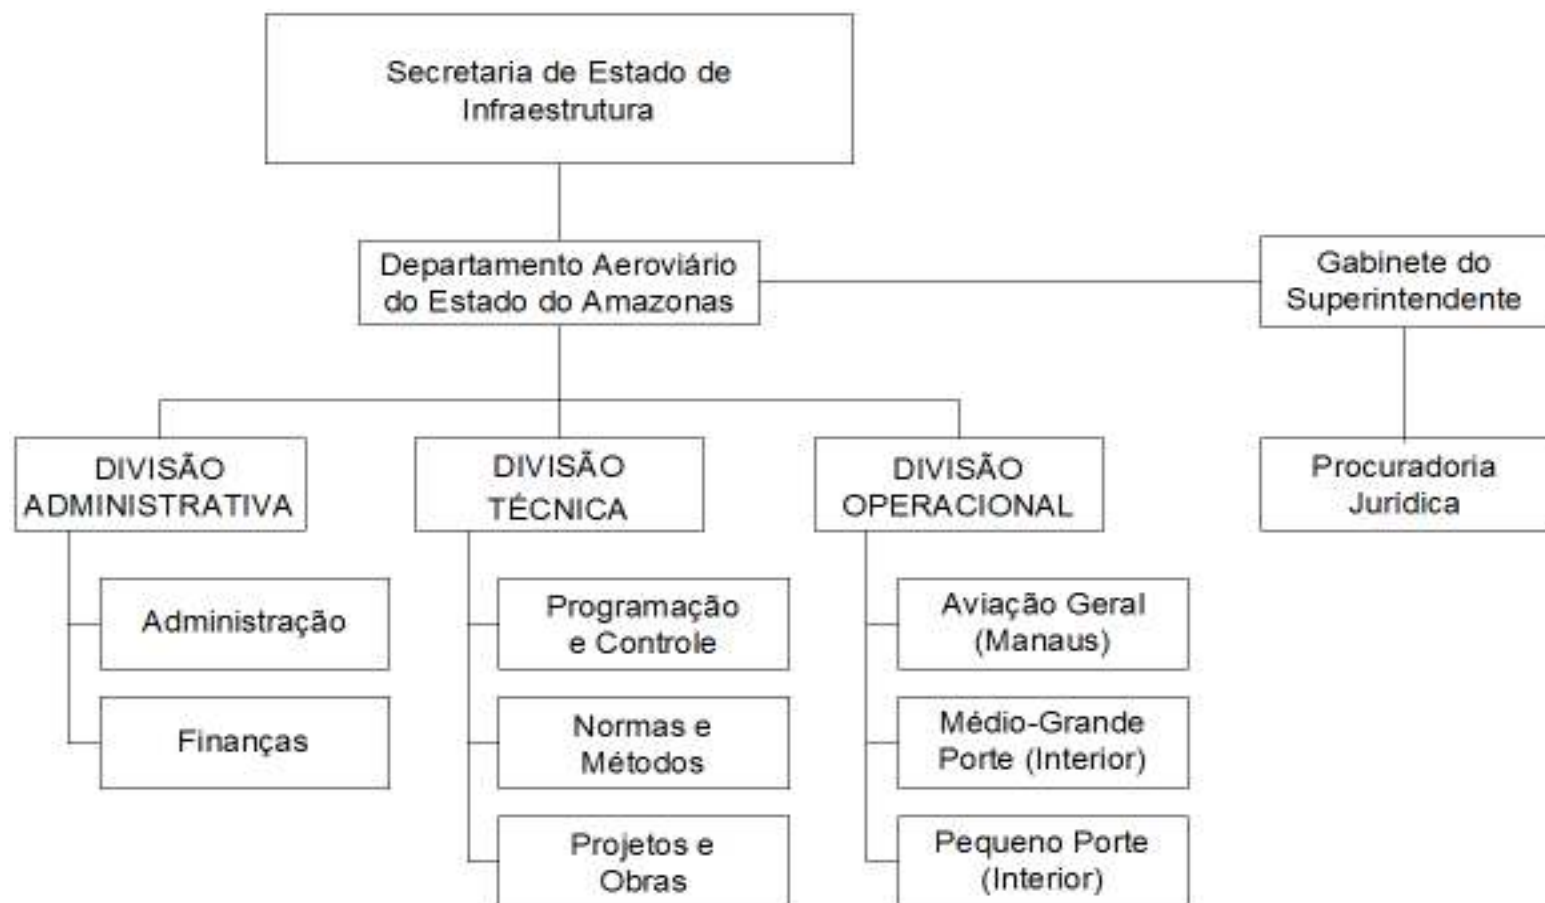 Secretaria de Estado de
Infraestrutura
Departamento Aeroviário
do Estado do Amazonas
Gabinete do
Superintendente
DIVISÃO
ADMINISTRATIVA
DIVISÃO
TÉCNICA
DIVISÃO
OPERACIONAL
Procuradoria
Jurídica
Administração
Finanças
Programação
e Controle
Normas e
Métodos
Projetos e
Obras
Aviação Geral
(Manaus)
Médio-Grande
Porte (Interior)
Pequeno Porte
(Interior)